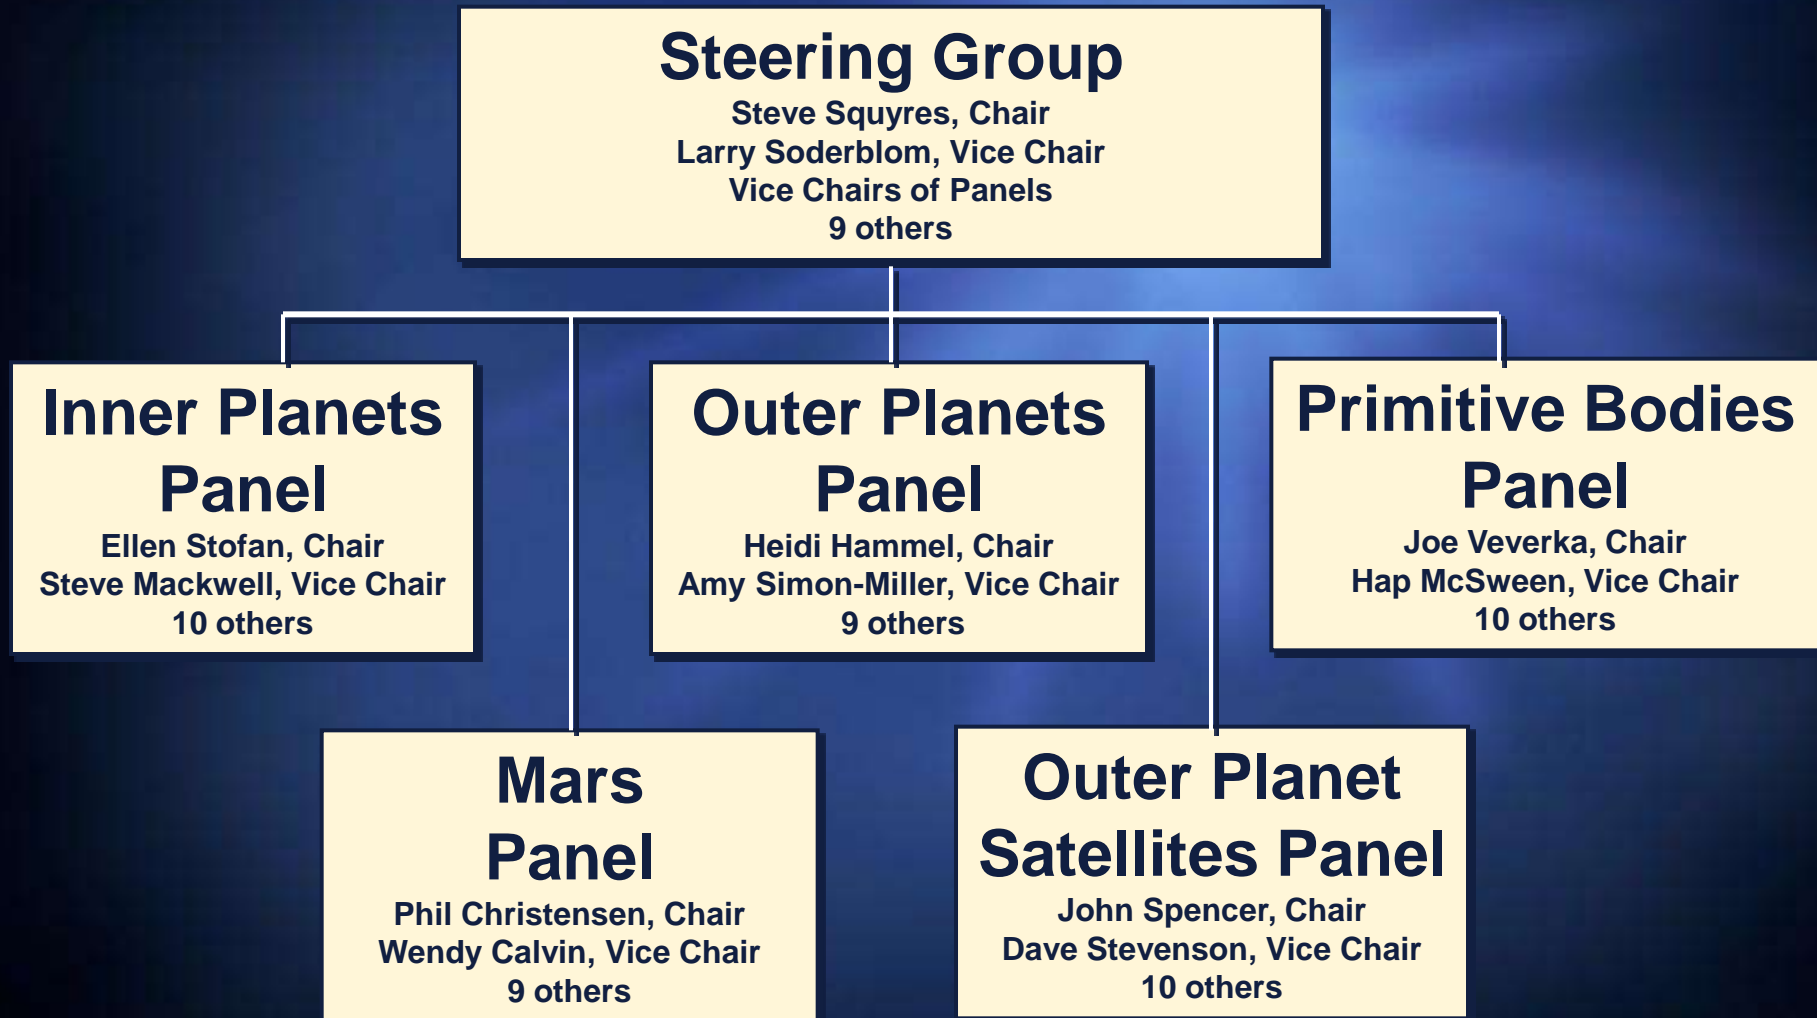 Steering Group
Steve Squyres, Chair
Larry Soderblom, Vice Chair
Vice Chairs of Panels
9 others
Inner Planets
Panel
Ellen Stofan, Chair
Steve Mackwell, Vice Chair
10 others
Outer Planets
Panel
Heidi Hammel, Chair
Amy Simon-Miller, Vice Chair
9 others
Primitive Bodies
Panel
Joe Veverka, Chair
Hap McSween, Vice Chair
10 others
Mars
Panel
Phil Christensen, Chair
Wendy Calvin, Vice Chair
9 others
Outer Planet
Satellites Panel
John Spencer, Chair
Dave Stevenson, Vice Chair
10 others